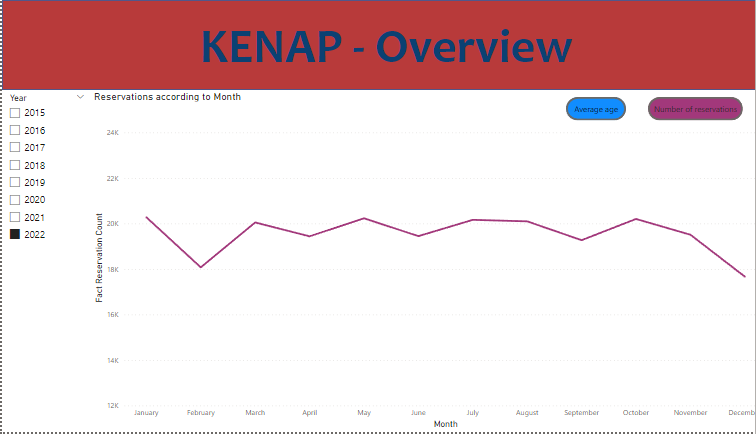 KENAP - Overview
Year
2015
2016
2017
2018
2019
2020
2021
2022
Reservations according to Month
Average age
Number of reservations
Fact Reservation Count
24K
22K
20K
18K
16K
14K
12K
January February March April May June July August September October November Decemb
Month